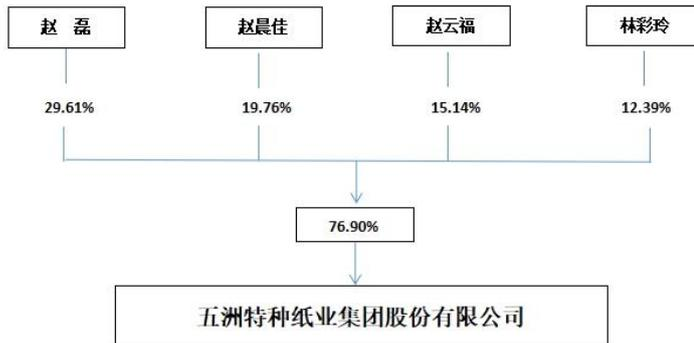 赵 磊
赵晨佳
赵云福
林彩玲
29.61%
19.76%
15.14%
12.39%
76.90%
五洲特种纸业集团股份有限公司